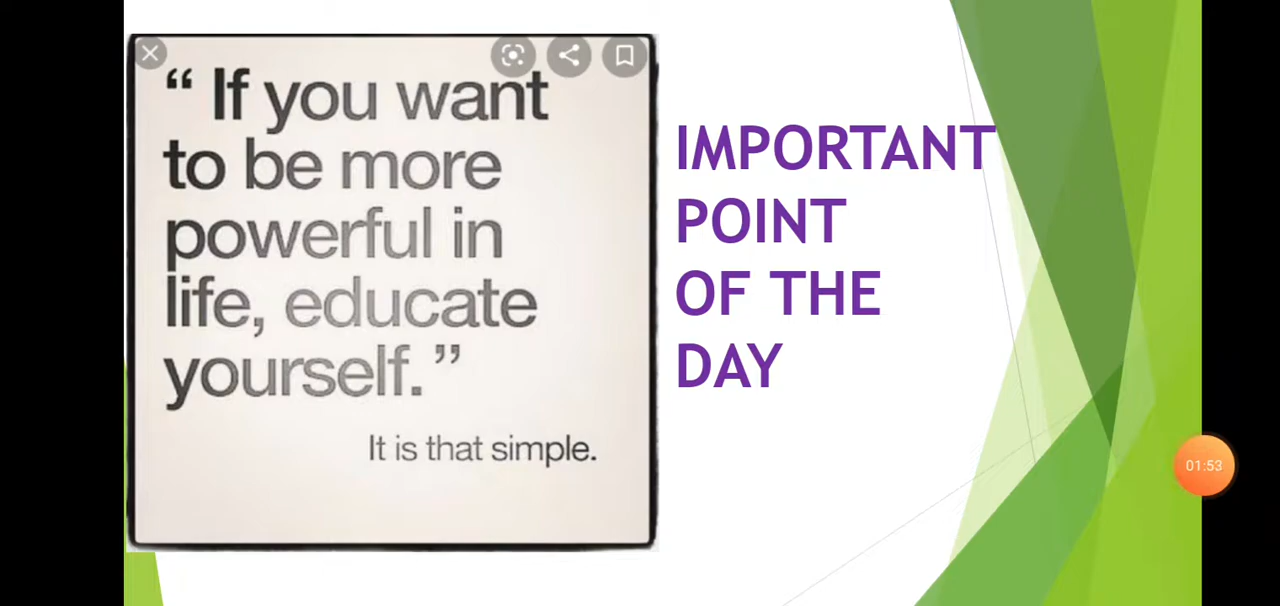 “ If you want
to be more
powerful in
life, educate
yourself. ”
It is that simple.
IMPORTANT
POINT
OF THE
DAY
01:53